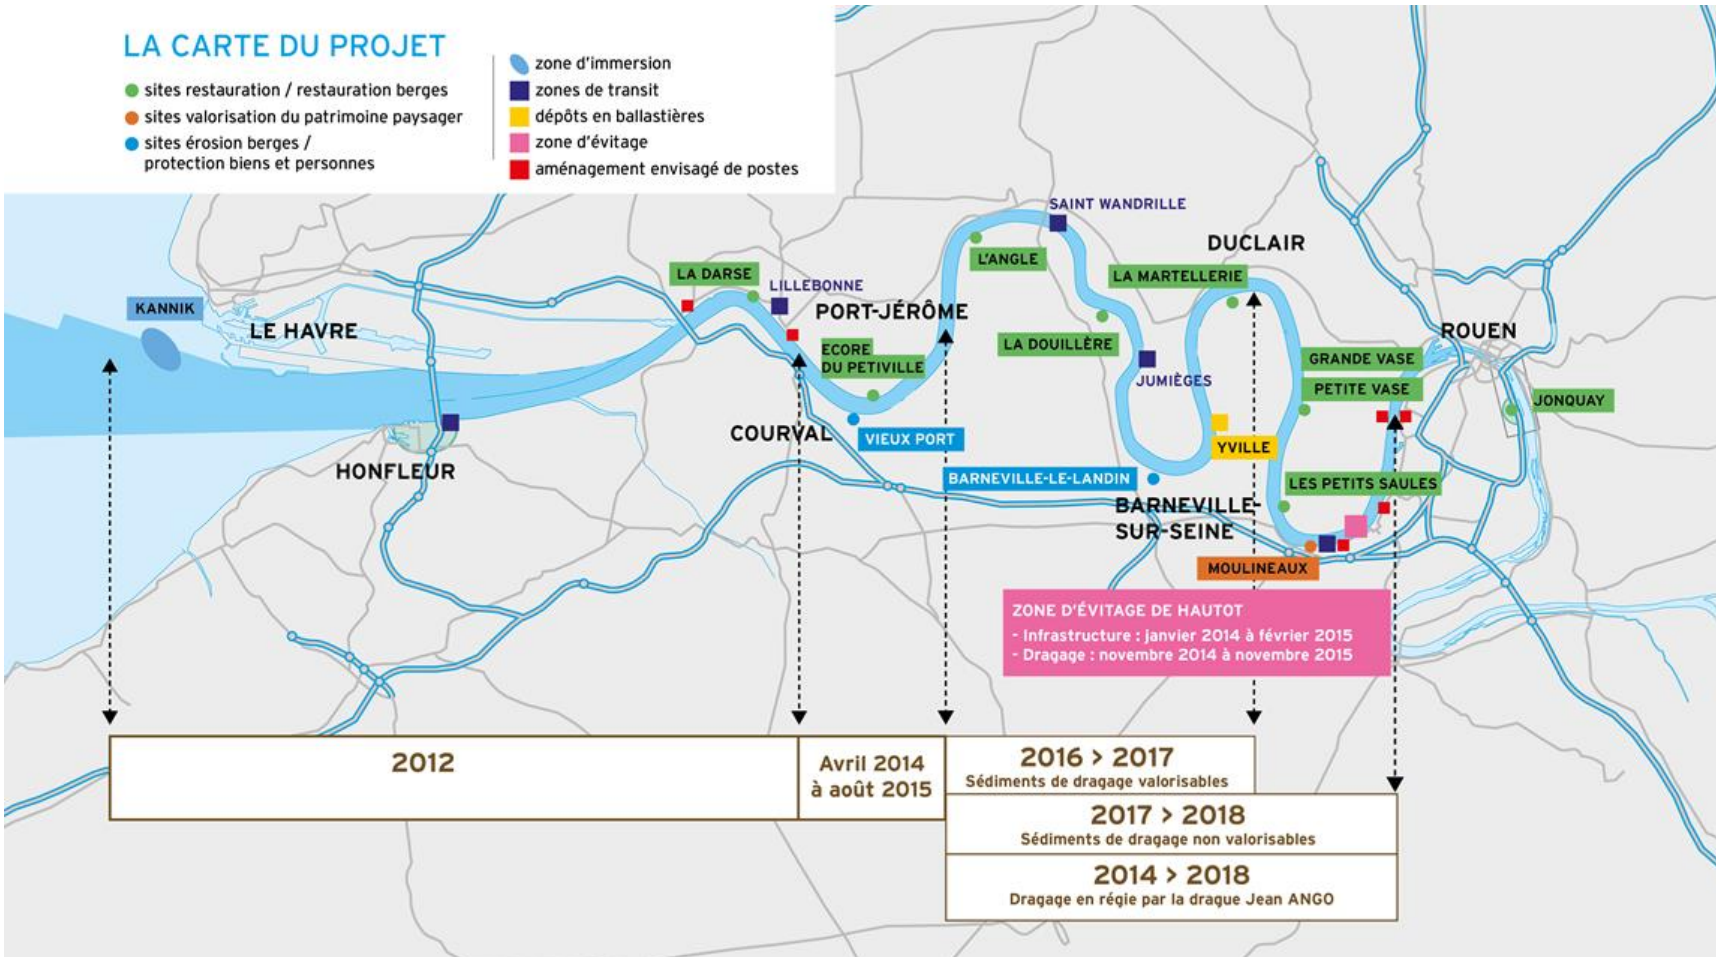 LA CARTE DU PROJET
sites restauration / restauration berges
sites valorisation du patrimoine paysager
sites érosion berges /
protection biens et personnes
zone d'immersion
zones de transit
dépôts en ballastières
zone d'évitage
aménagement envisagé de postes
SAINT WANDRILLE
DUCLAIR
L'ANGLE
LA DARSE
LA MARTELLERIE
LILLEBONNE
KANNIK
PORT-JÉRÔME
LE HAVRE
ROUEN
ECORE
DU PETIVILLE
LA DOUILLÈRE
GRANDE VASE
JUMIÈGES
PETITE VASE
JONQUAY
COURVAL
VIEUX PORT
YVILLE
HONFLEUR
BARNEVILLE-LE-LANDIN
LES PETITS SAULES
BARNEVILLE-
SUR-SEINE
MOULINEAUX
ZONE D'ÉVITAGE DE HAUTOT
- Infrastructure : janvier 2014 à février 2015
- Dragage : novembre 2014 à novembre 2015
2012
Avril 2014
à août 2015
2016 > 2017
Sédiments de dragage valorisables
2017 > 2018
Sédiments de dragage non valorisables
2014 > 2018
Dragage en régie par la drague Jean ANGO